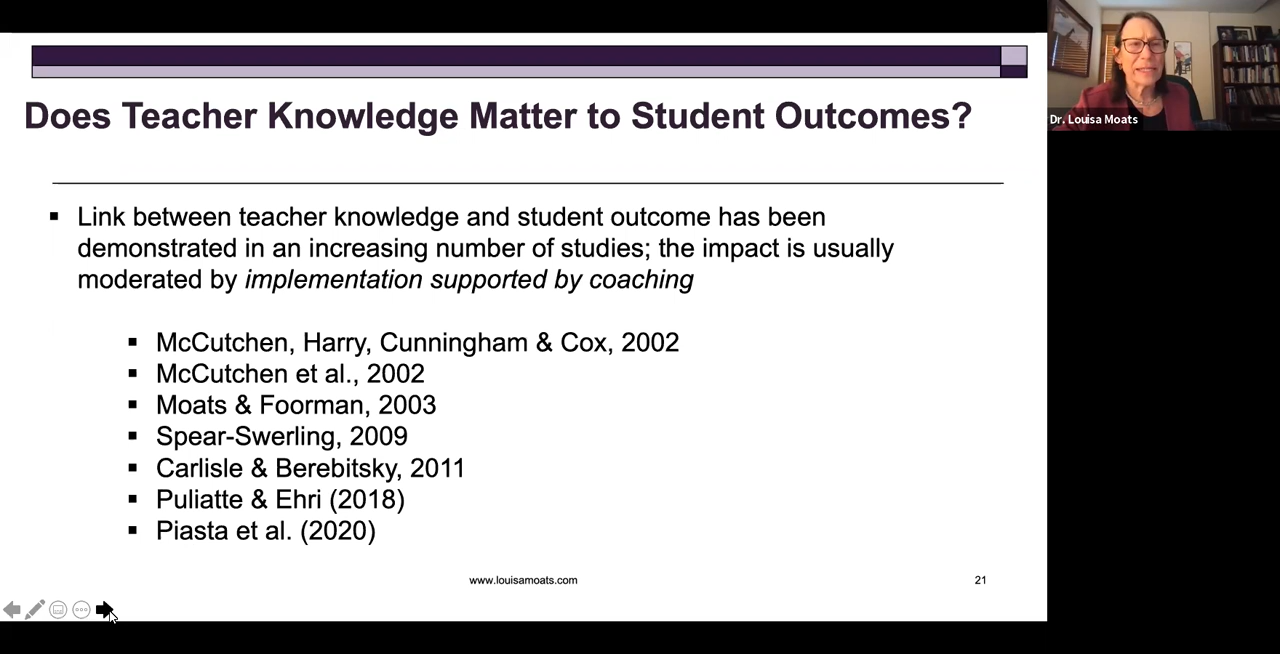 Does Teacher Knowledge Matter to Student Outcomes?
Dr. Louisa Moats
Link between teacher knowledge and student outcome has been
demonstrated in an increasing number of studies; the impact is usually
moderated by implementation supported by coaching
McCutchen, Harry, Cunningham & Cox, 2002
McCutchen et al., 2002
Moats & Foorman, 2003
Spear-Swerling, 2009
Carlisle & Berebitsky, 2011
Puliatte & Ehri (2018)
Piasta et al. (2020)
www.louisamoats.com
21